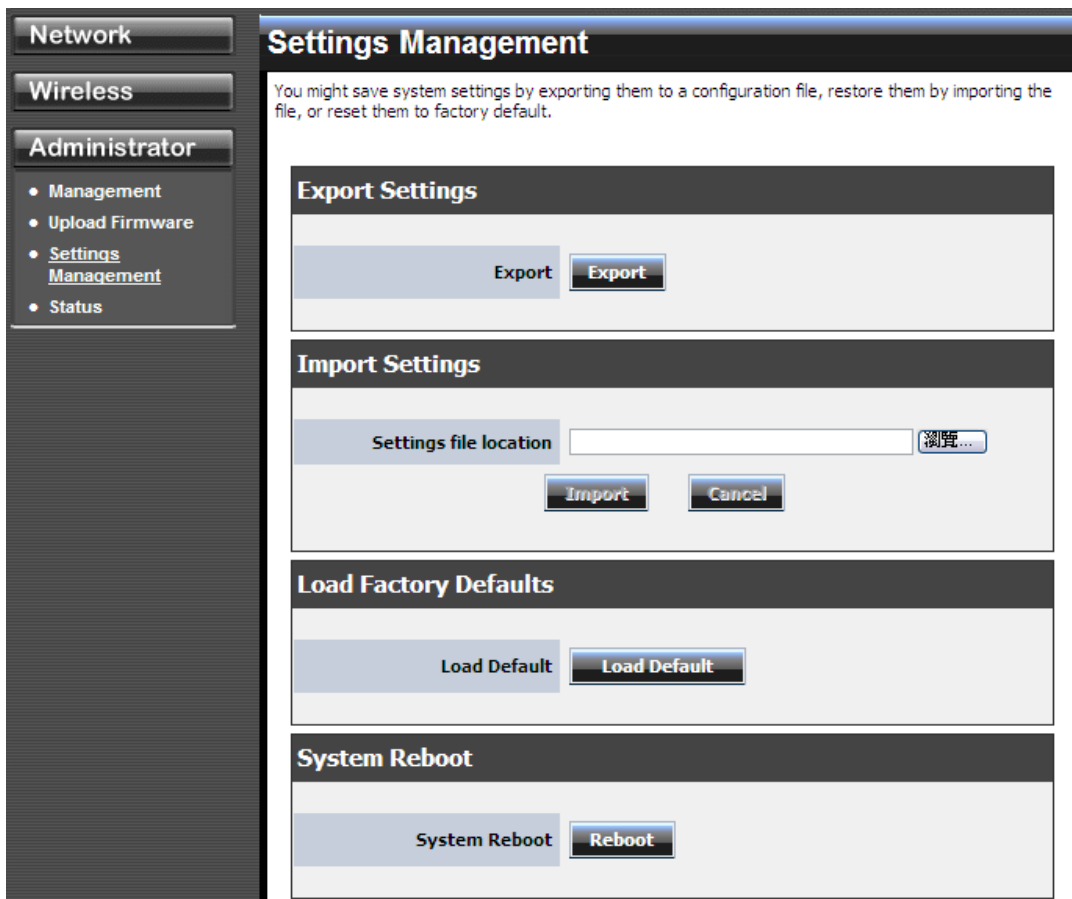 Network
Wireless
Administrator
Management
Upload Firmware
Settings
Management
Status
Settings Management
You might save system settings by exporting them to a configuration file, restore them by importing the
file, or reset them to factory default.
Export Settings
Export Export
Import Settings
Settings file location 瀏覽...
Import Cancel
Load Factory Defaults
Load Default Load Default
System Reboot
System Reboot Reboot